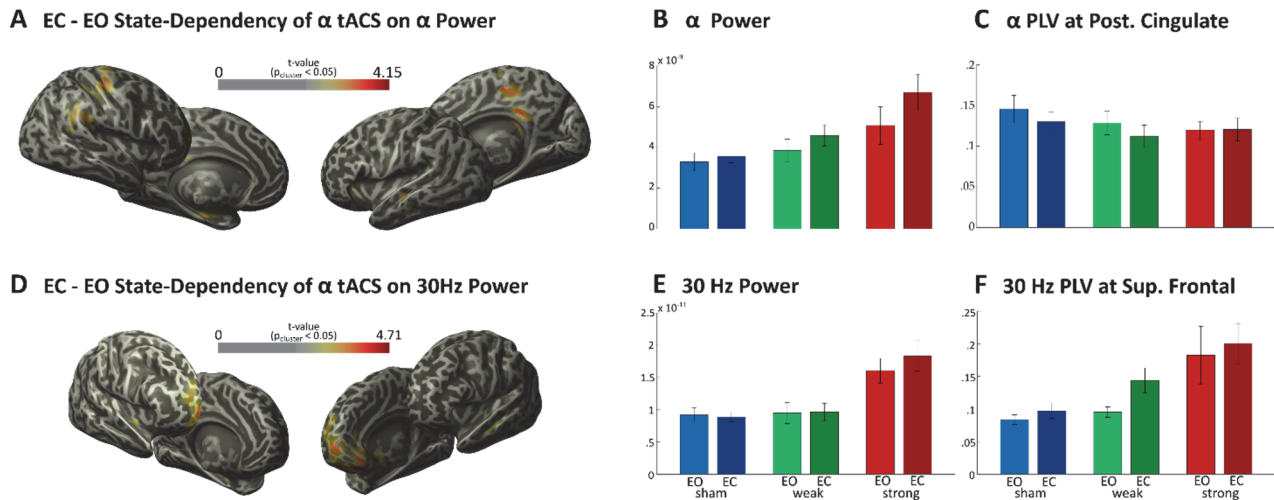 A EC - EO State-Dependency of α tACS on α Power
t-value
(pcluster < 0.05)
0 4.15
B α Power
x 10-9
8
6
4
2
0
C α PLV at Post. Cingulate
.2
.15
.1
.05
0
D EC - EO State-Dependency of α tACS on 30Hz Power
t-value
(pcluster < 0.05)
0 4.71
E 30 Hz Power
x 10-11
2.5
2
1.5
1
.5
0
EO EC EO EC EO EC
sham weak strong
F 30 Hz PLV at Sup. Frontal
.25
.2
.15
.1
.05
0
EO EC EO EC EO EC
sham weak strong